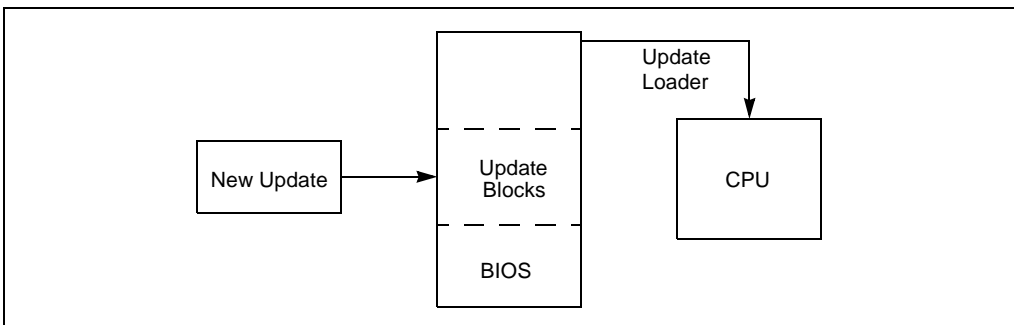 Update
Loader
New Update
Update
Blocks
CPU
BIOS